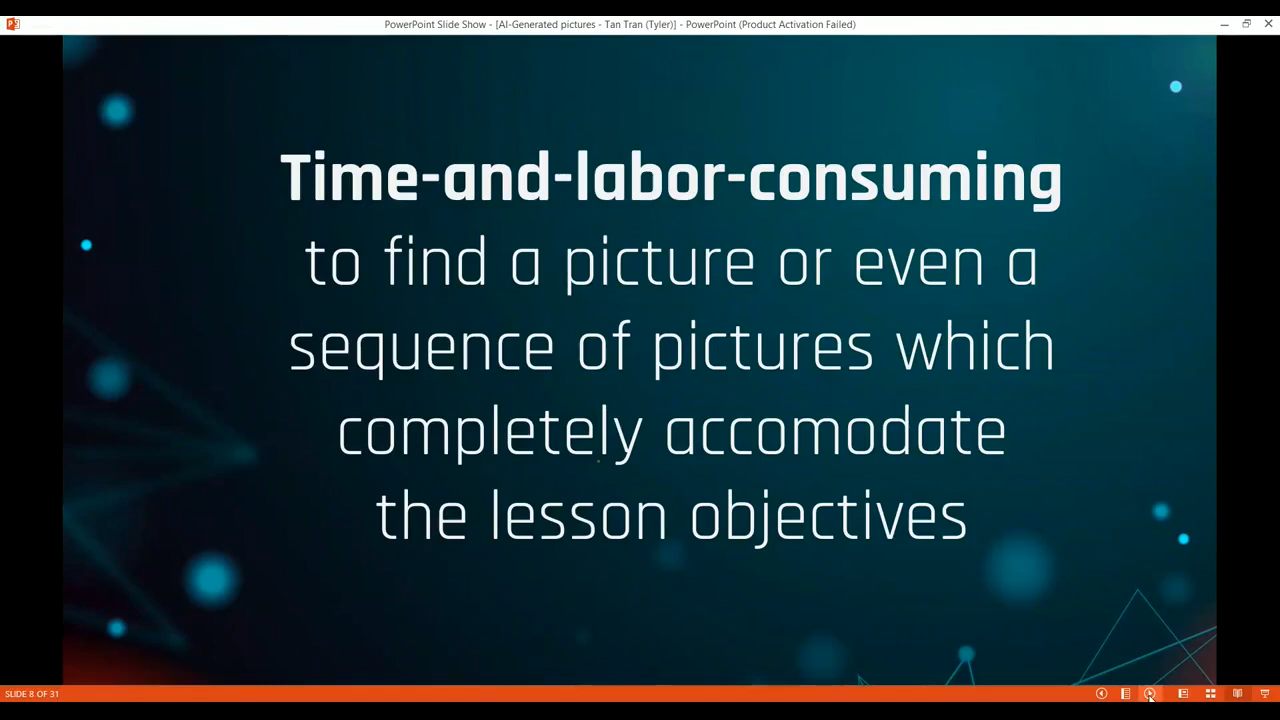 PowerPoint Slide Show - [AI-Generated pictures - Tan Tran (Tyler)] - PowerPoint (Product Activation Failed)
Time-and-labor-consuming
to find a picture or even a
sequence of pictures which
completely accomodate
the lesson objectives
SLIDE 8 OF 31